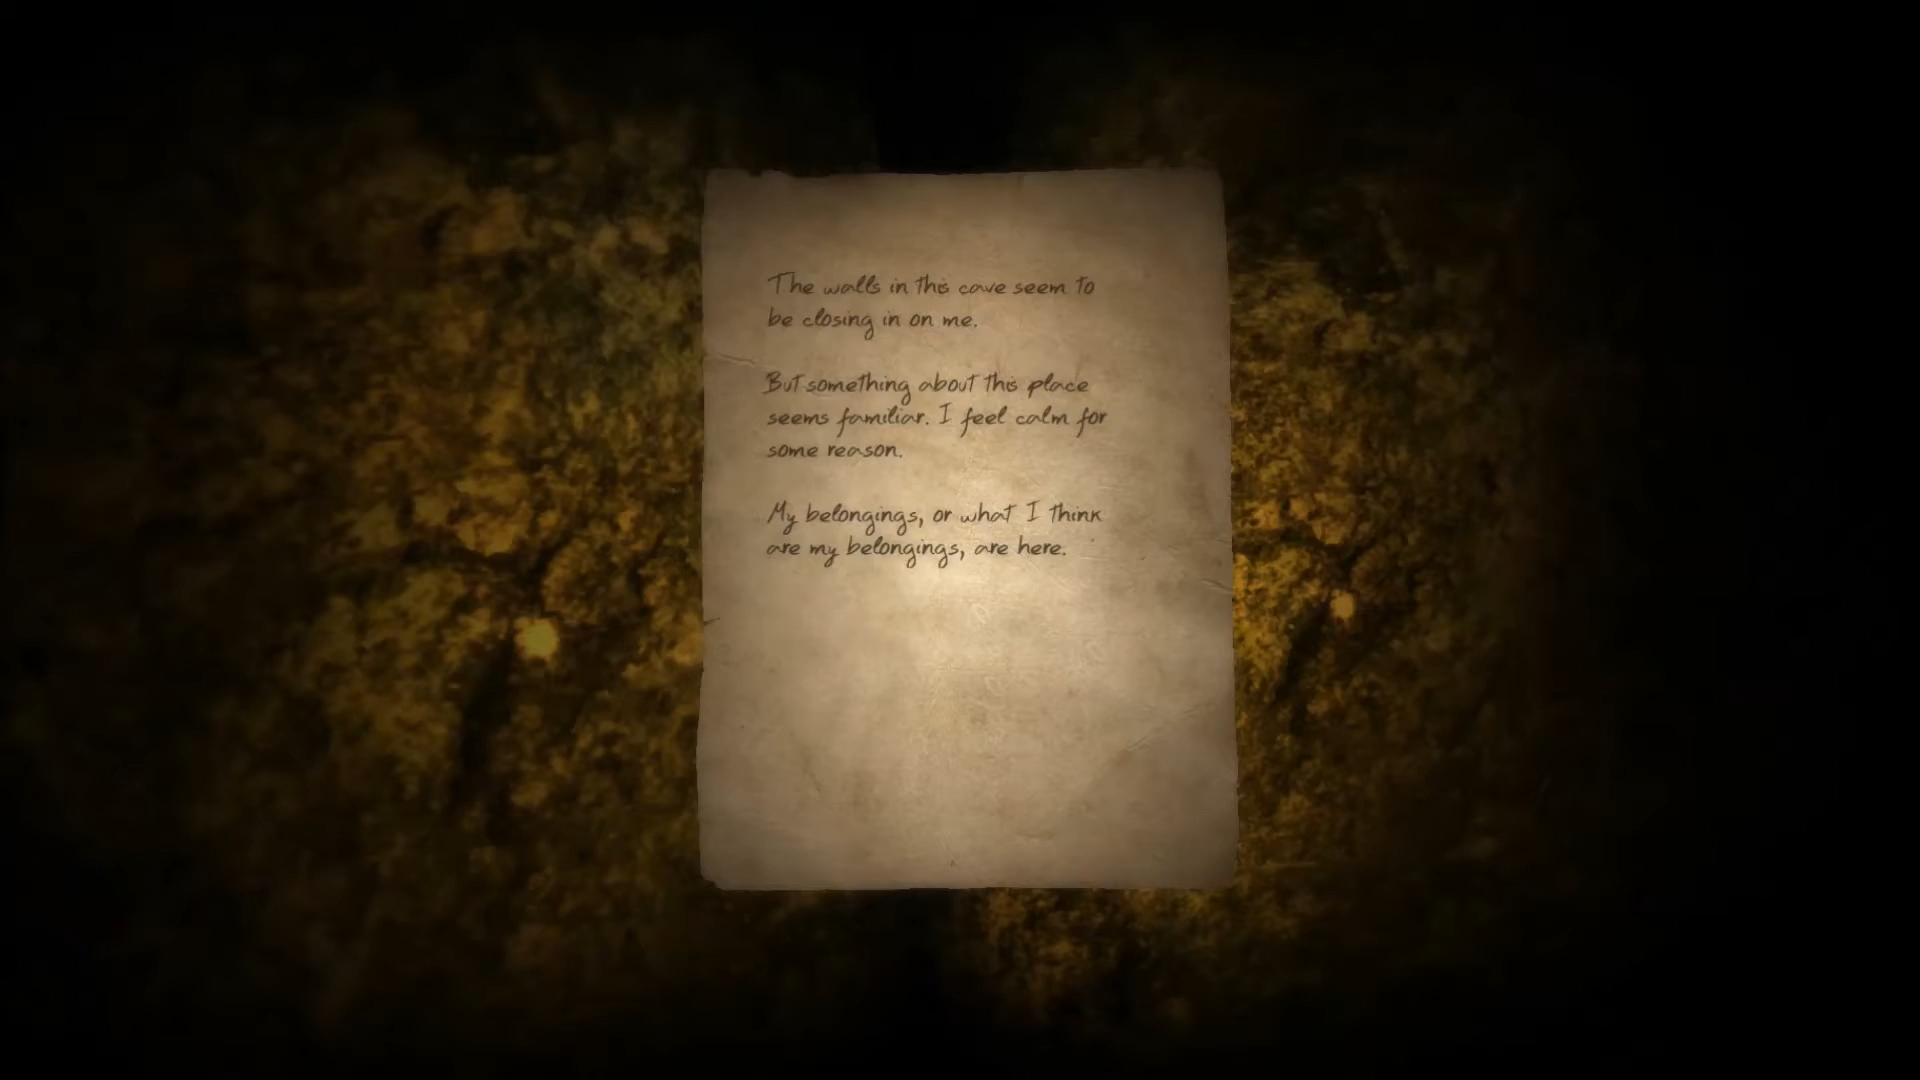 The walls in this cave seem to
be closing in on me.
But something about this place
seems familiar. I feel calm for
some reason.
My belongings, or what I think
are my belongings, are here.